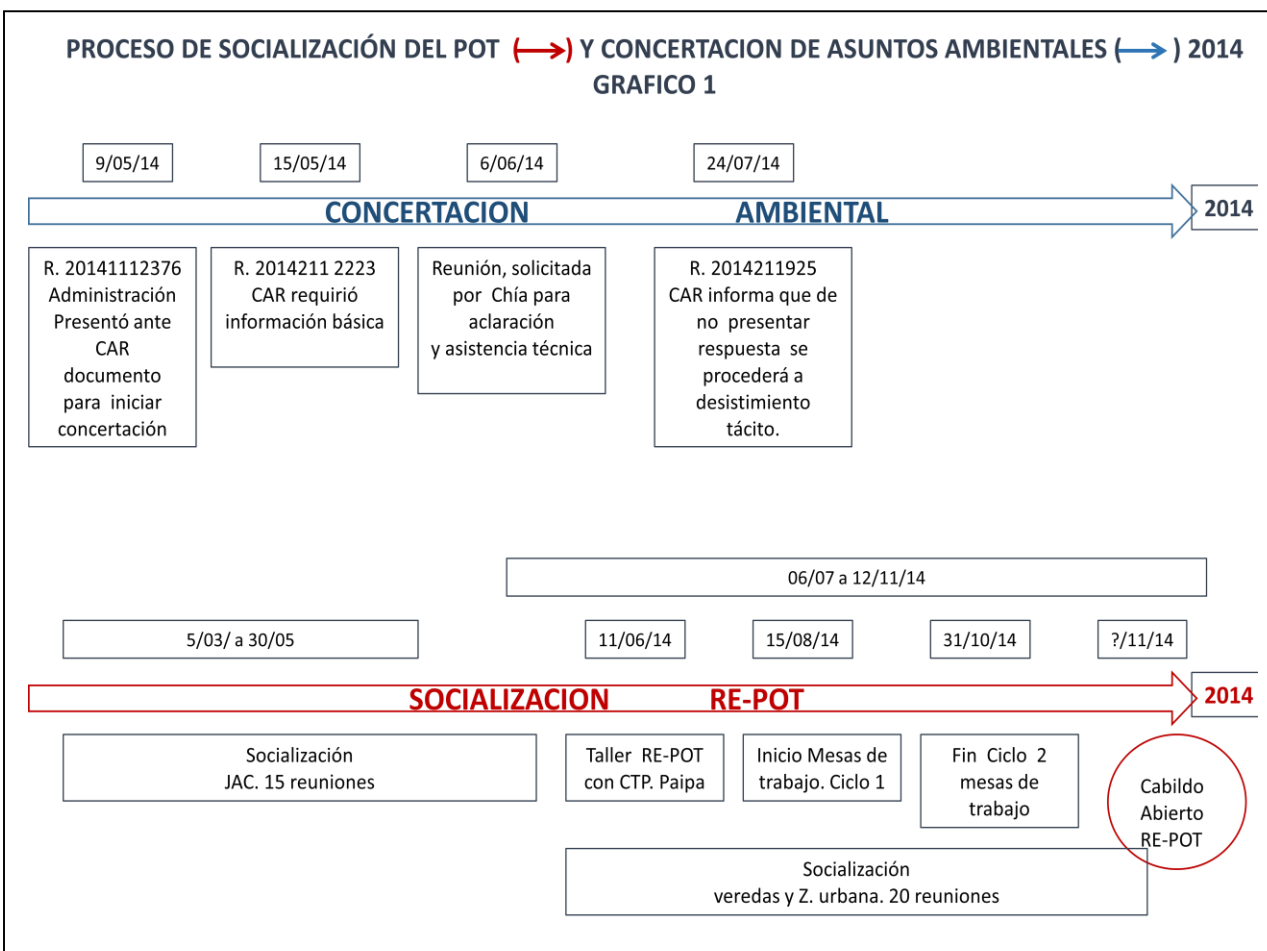 PROCESO DE SOCIALIZACIÓN DEL POT (→) Y CONCERTACION DE ASUNTOS AMBIENTALES (→) 2014
GRAFICO 1
9/05/14
15/05/14
6/06/14
24/07/14
CONCERTACION AMBIENTAL
2014
R. 20141112376
Administración
Presentó ante
CAR
documento
para iniciar
concertación
R. 2014211 2223
CAR requirió
información básica
Reunión, solicitada
por Chía para
aclaración
y asistencia técnica
R. 2014211925
CAR informa que de
no presentar
respuesta se
procederá a
desistimiento
tácito.
06/07 a 12/11/14
5/03/ a 30/05
11/06/14
15/08/14
31/10/14
?/11/14
SOCIALIZACION RE-POT
2014
Socialización
JAC. 15 reuniones
Taller RE-POT
con CTP. Paipa
Inicio Mesas de
trabajo. Ciclo 1
Fin Ciclo 2
mesas de
trabajo
Cabildo
Abierto
RE-POT
Socialización
veredas y Z. urbana. 20 reuniones